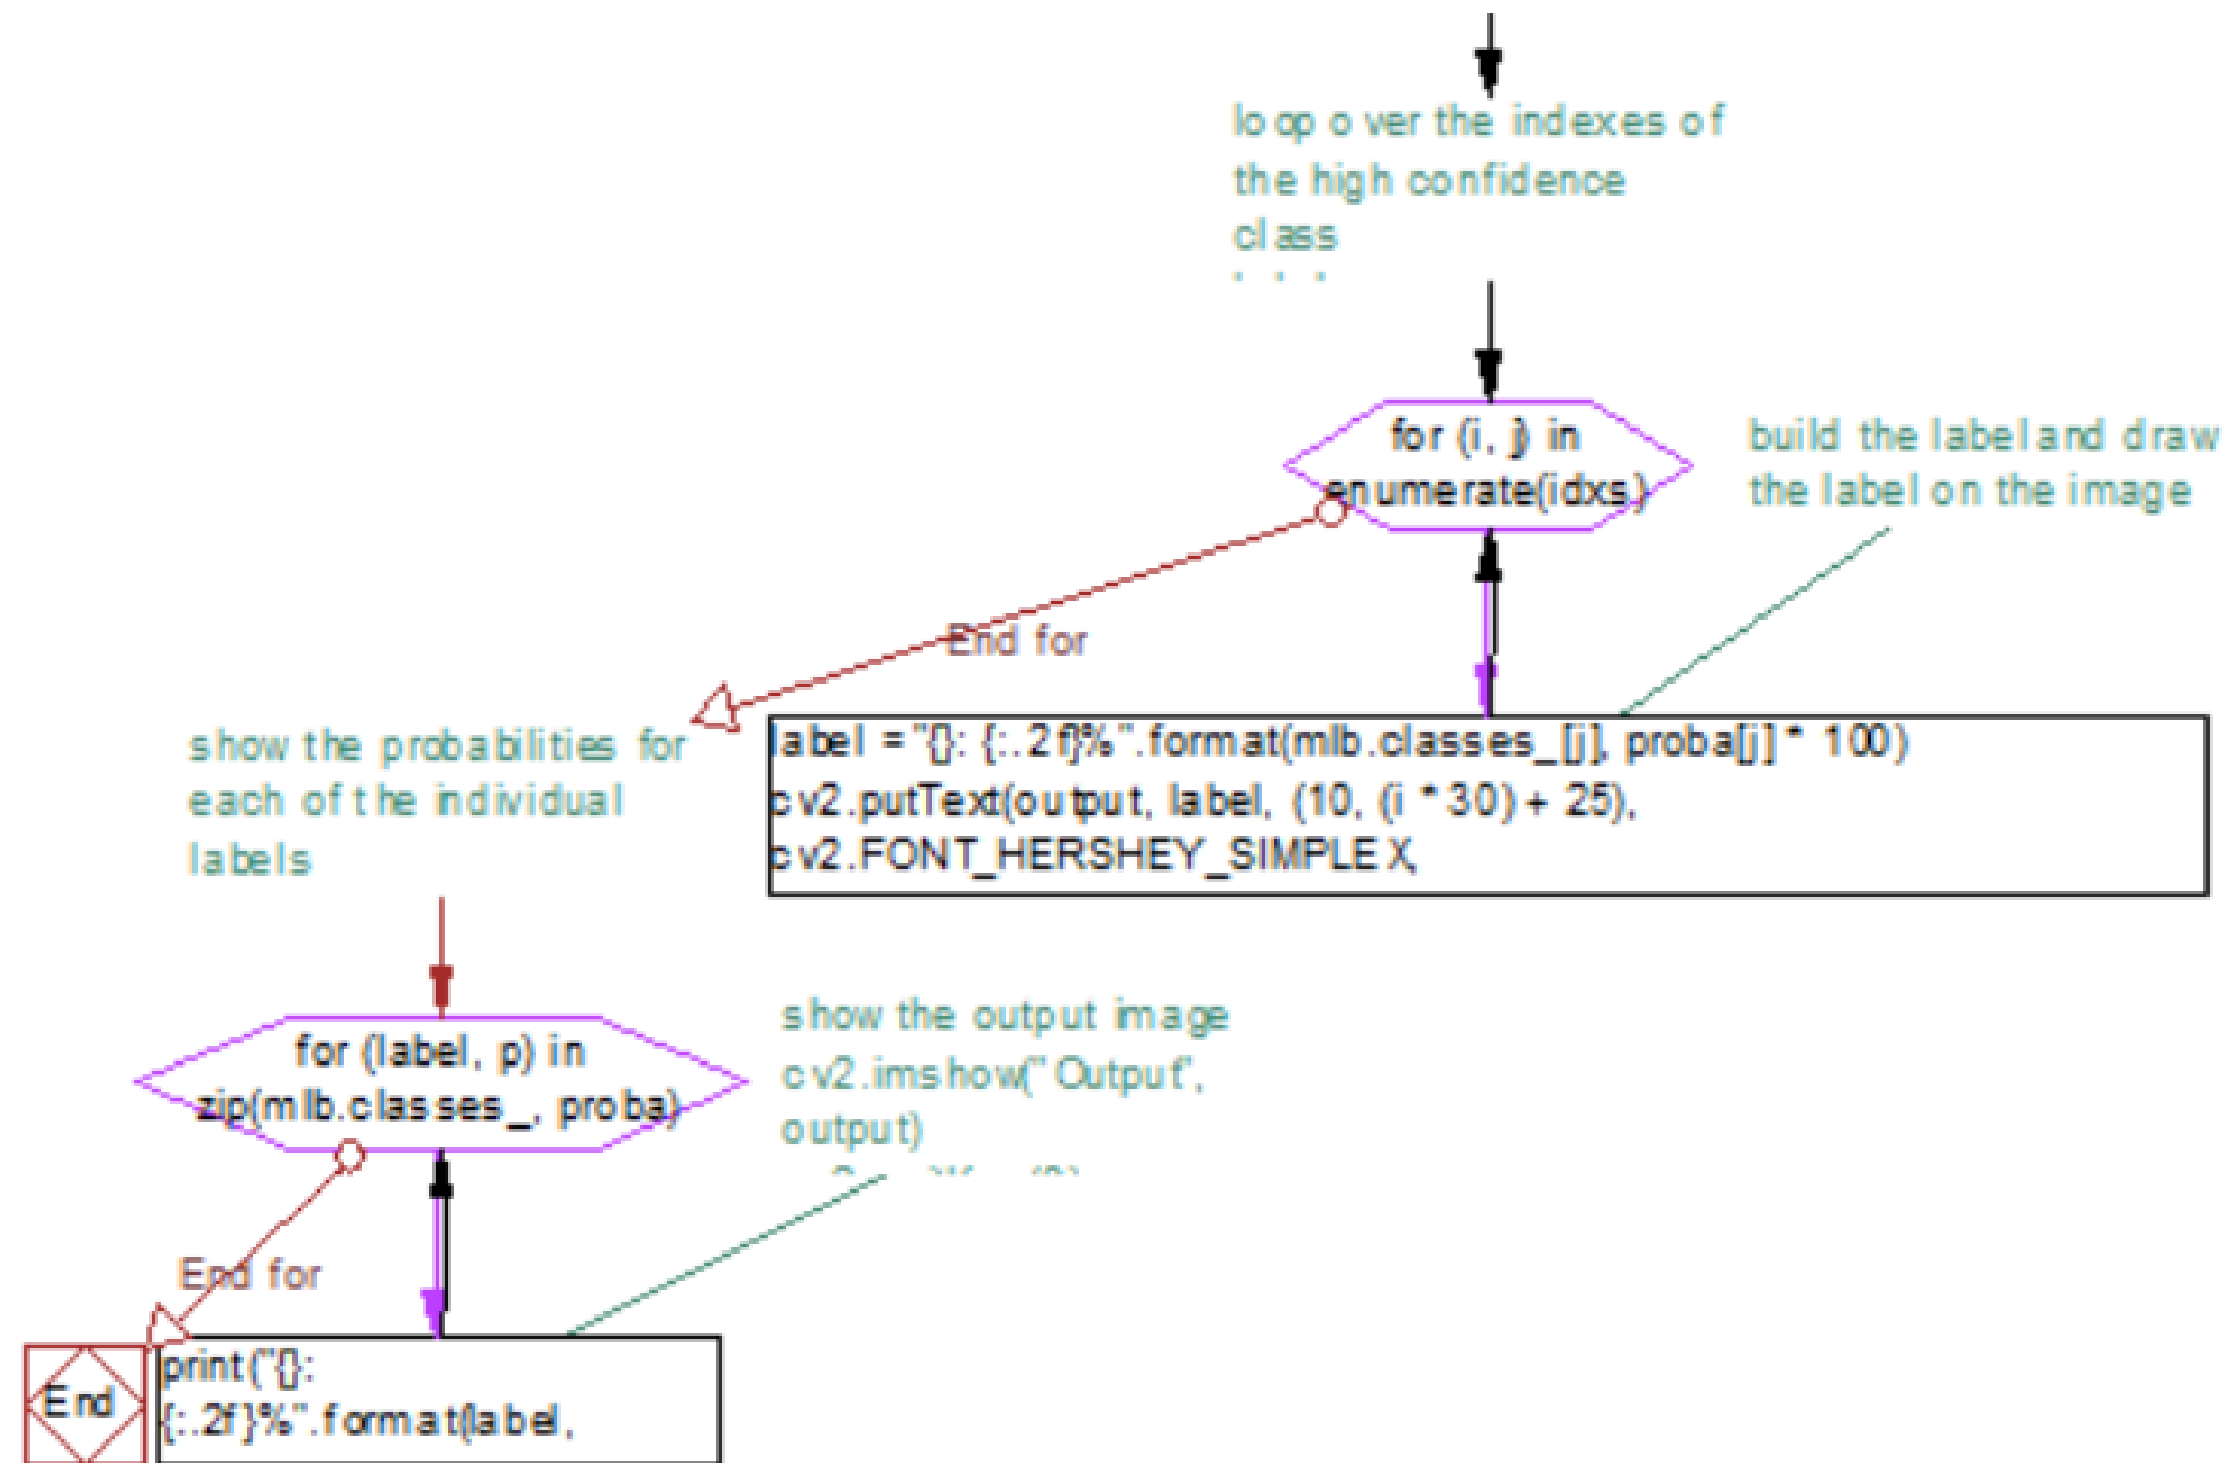 loop over the indexes of
the high confidence
class
for (i, j) in
enumerate(idxs)
build the label and draw
the label on the image
End for
label = "{}: {:.2f}%".format(mlb.classes_[j], proba[j] * 100)
cv2.putText(output, label, (10, (i * 30) + 25),
cv2.FONT_HERSHEY_SIMPLEX,
show the probabilities for
each of the individual
labels
for (label, p) in
zip(mlb.classes_, proba)
show the output image
cv2.imshow("Output",
output)
End for
End
print("{}:
{:.2f}%".format(label,